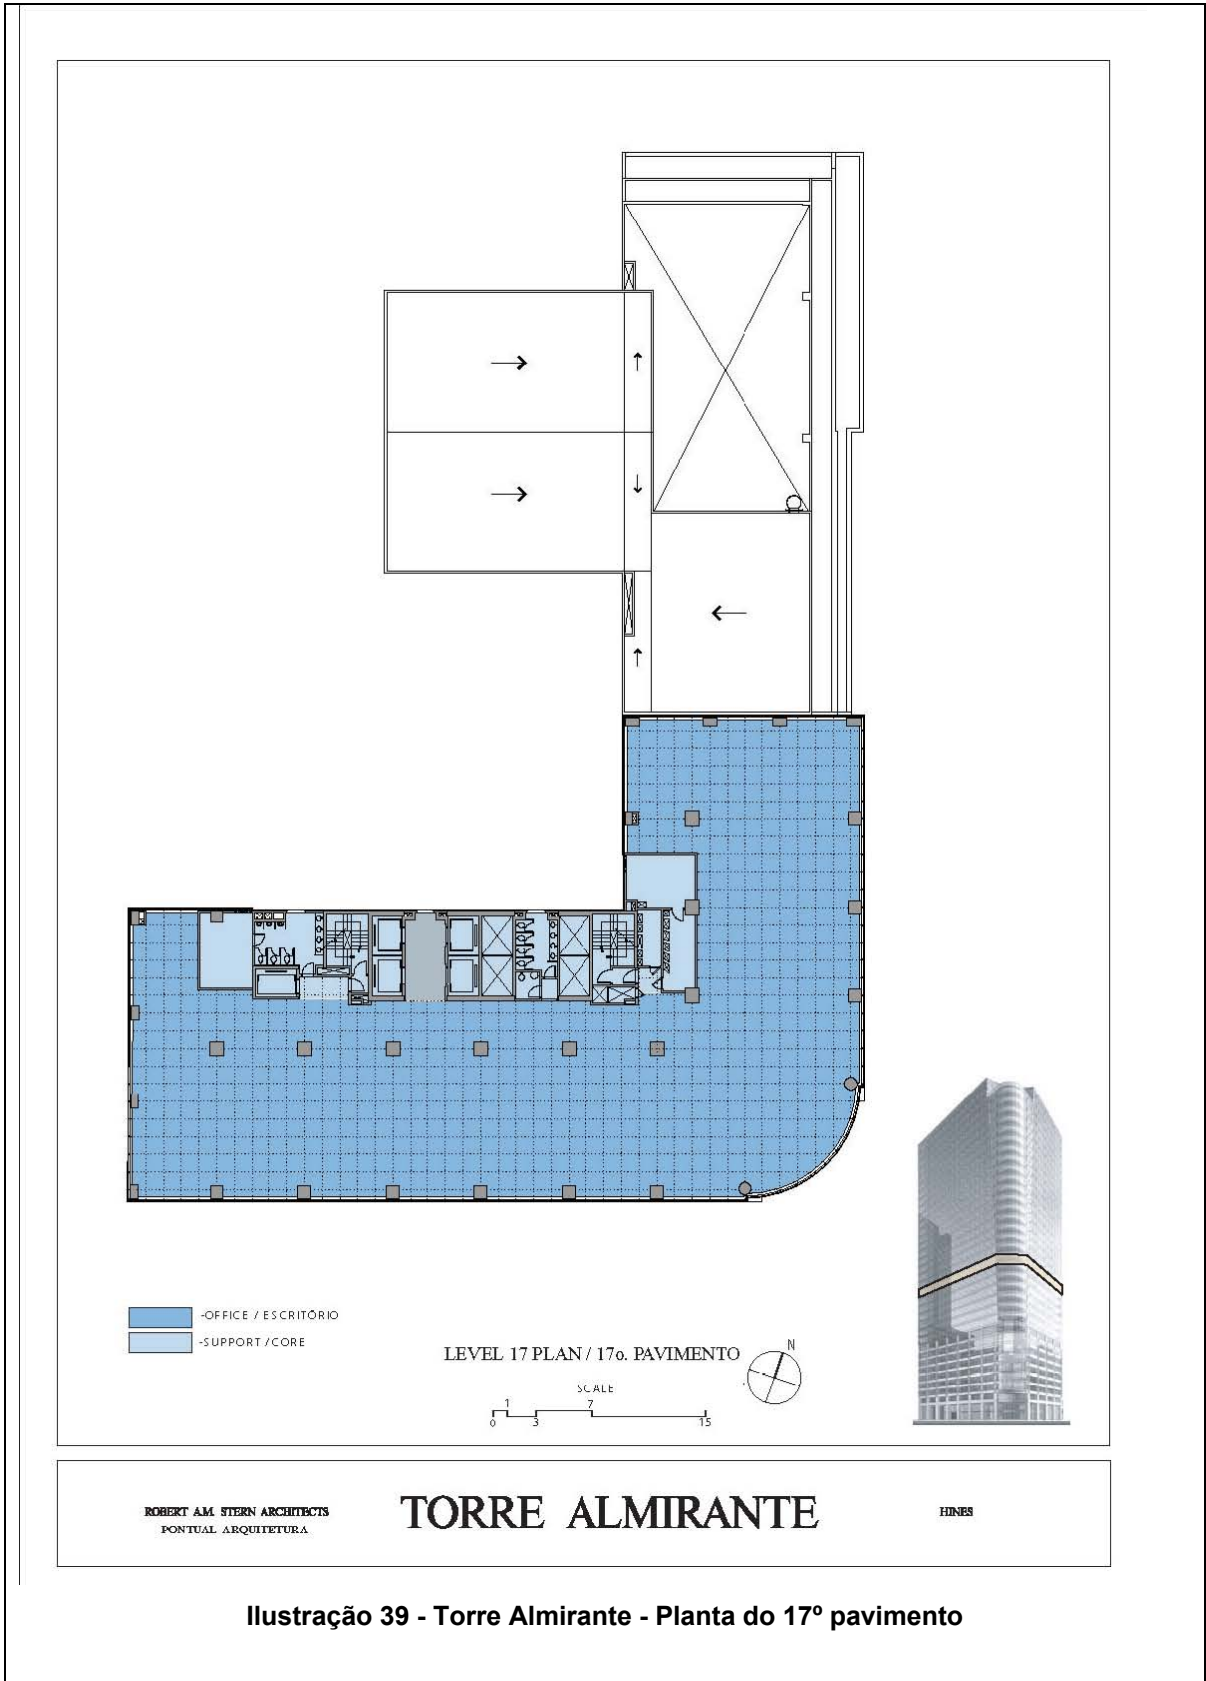 -OFFICE / ESCRITÓRIO
-SUPPORT / CORE
LEVEL 17 PLAN / 17o. PAVIMENTO
N
SCALE
1 7
0 3 15
ROBERT A.M. STERN ARCHITECTS
PONTUAL ARQUITETURA
TORRE ALMIRANTE
HINES
Ilustração 39 - Torre Almirante - Planta do 17º pavimento